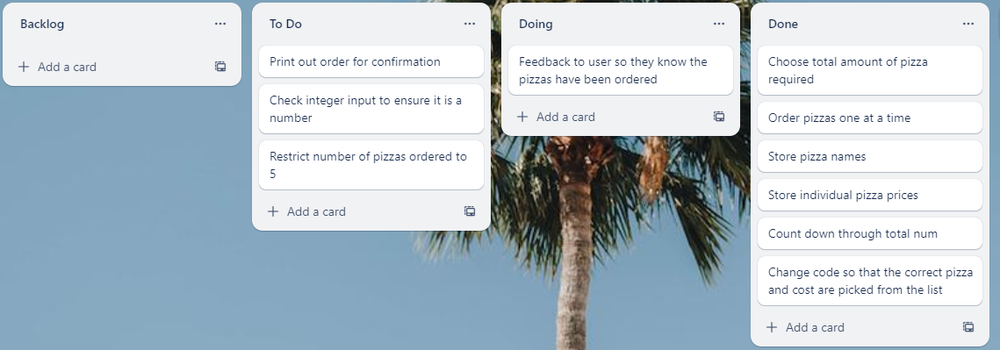 Backlog
Add a card
To Do
Print out order for confirmation
Check integer input to ensure it is a
number
Restrict number of pizzas ordered to
5
Add a card
Doing
Feedback to user so they know the
pizzas have been ordered
Add a card
Done
Choose total amount of pizza
required
Order pizzas one at a time
Store pizza names
Store individual pizza prices
Count down through total num
Change code so that the correct pizza
and cost are picked from the list
Add a card